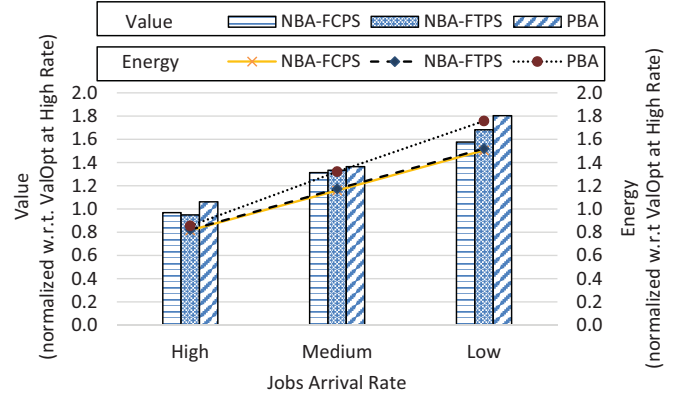 Value NBA-FCPS NBA-FTPS PBA
Energy NBA-FCPS NBA-FTPS PBA
Value
(normalized w.r.t. ValOpt at High Rate)
2.0
1.8
1.6
1.4
1.2
1.0
0.8
0.6
0.4
0.2
0.0
2.0
1.8
1.6
1.4
1.2
1.0
0.8
0.6
0.4
0.2
0.0
Energy
(normalized w.r.t ValOpt at High Rate)
High Medium Low
Jobs Arrival Rate